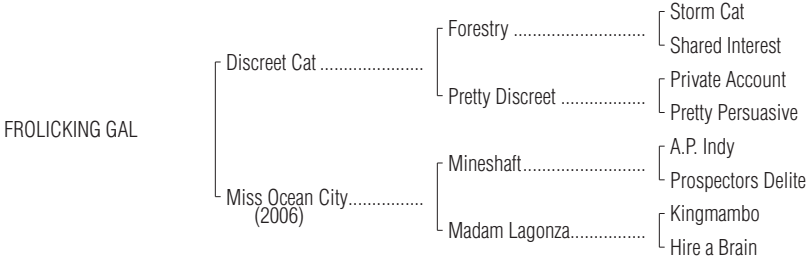 Storm Cat
Forestry ............................
Shared Interest
Discreet Cat ......................
Private Account
Pretty Discreet ..................
Pretty Persuasive
FROLICKING GAL
A.P. Indy
Mineshaft..........................
Prospectors Delite
Miss Ocean City................
(2006)
Kingmambo
Madam Lagonza................
Hire a Brain